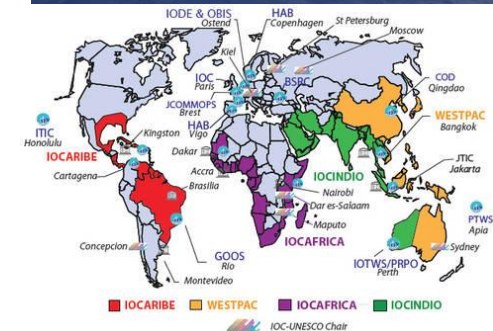 IODE & OBIS
Ostend
HAB
Copenhagen
St Petersburg
Moscow
Kiel
IOC
Paris
BSRC
JCOMMOPS
Brest
HAB
Vigo
COD
Qingdao
WESTPAC
Bangkok
ITIC
Honolulu
Kingston
IOCARIBE
Cartagena
Dakar
Accra
Brasilia
IOCINDIO
JTIC
Jakarta
Nairobi
Dar es-Salaam
Maputo
IOCAFRICA
PTWS
Apia
Concepcion
GOOS
Rio
Montevideo
Sydney
IOTWS/PRPO
Perth
IOCARIBE WESTPAC IOCAFRICA IOCINDIO
IOC-UNESCO Chair